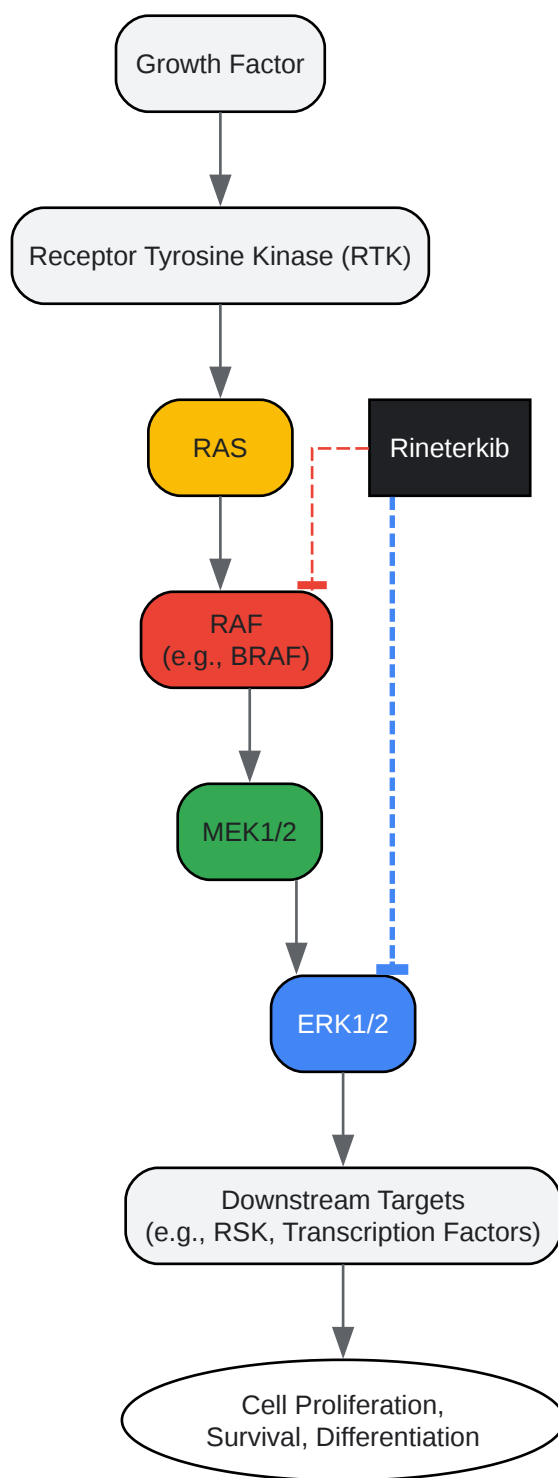 Growth Factor
Receptor Tyrosine Kinase (RTK)
RAS
Rineterkib
RAF
(e.g., BRAF)
MEK1/2
ERK1/2
Downstream Targets
(e.g., RSK, Transcription Factors)
Cell Proliferation,
Survival, Differentiation